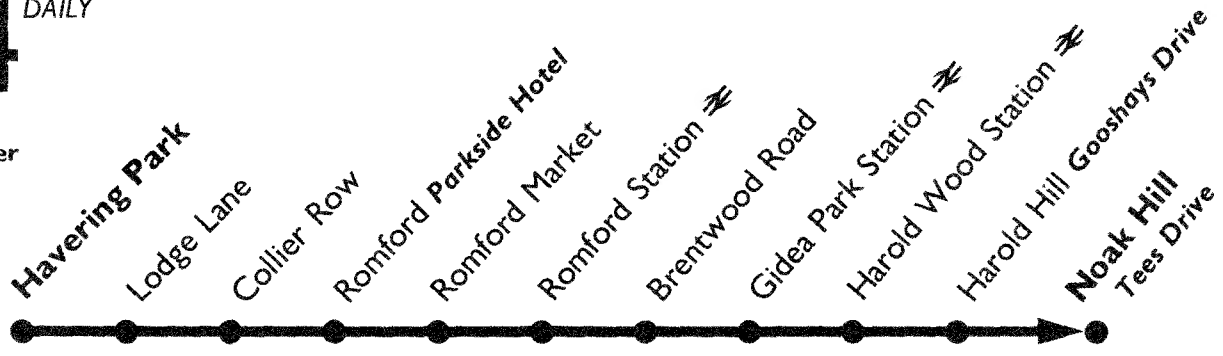 DAILY
er
Havering Park
Lodge Lane
Collier Row
Romford Parkside Hotel
Romford Market
Romford Station
Brentwood Road
Gidea Park Station
Harold Wood Station
Harold Hill Gooshays Drive
Noak Hill
Tees Drive